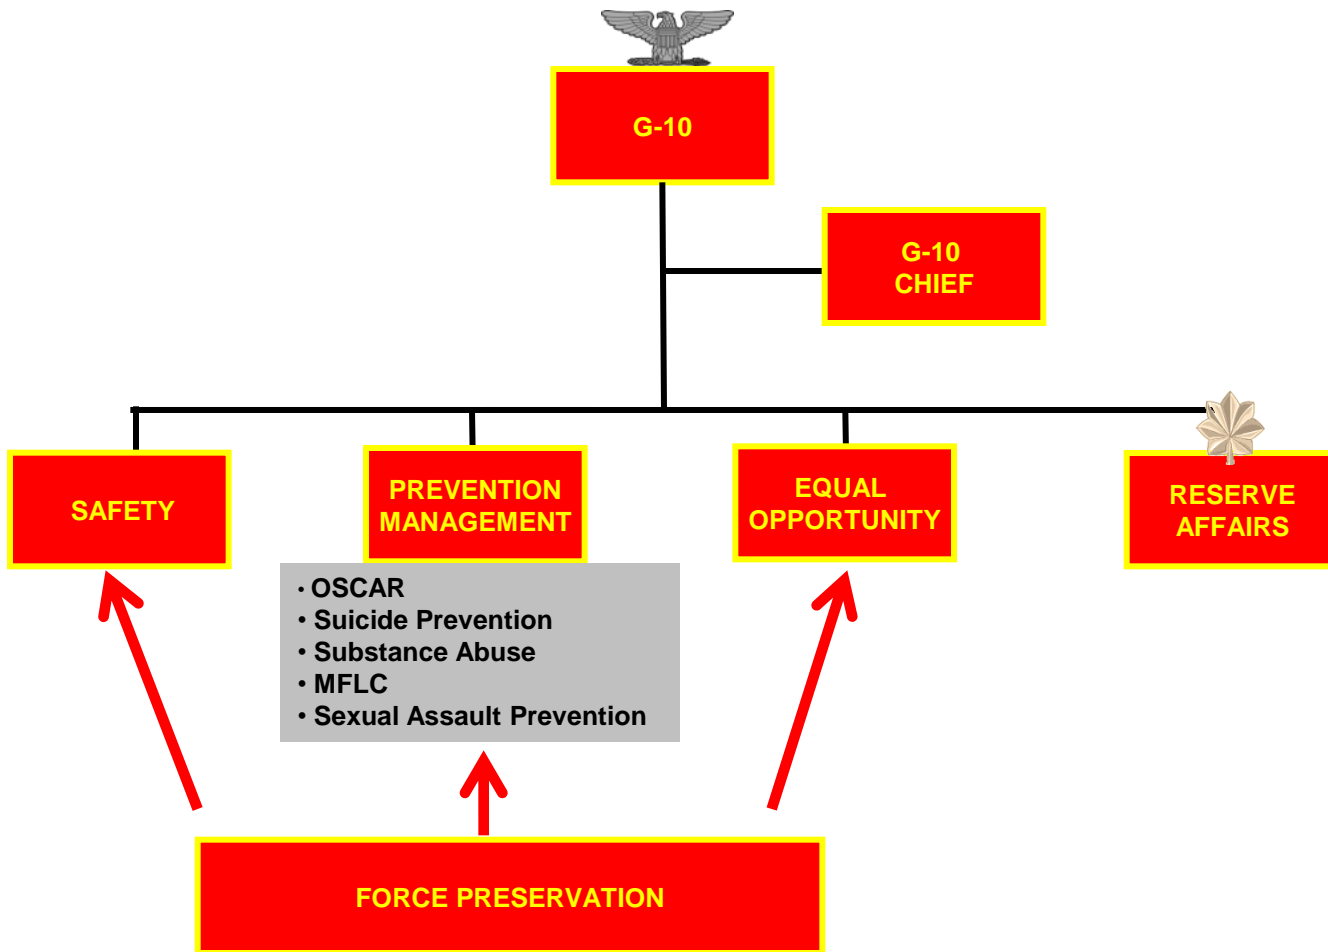 G-10
G-10
CHIEF
SAFETY
PREVENTION
MANAGEMENT
EQUAL
OPPORTUNITY
RESERVE
AFFAIRS
• OSCAR
• Suicide Prevention
• Substance Abuse
• MFLC
• Sexual Assault Prevention
FORCE PRESERVATION